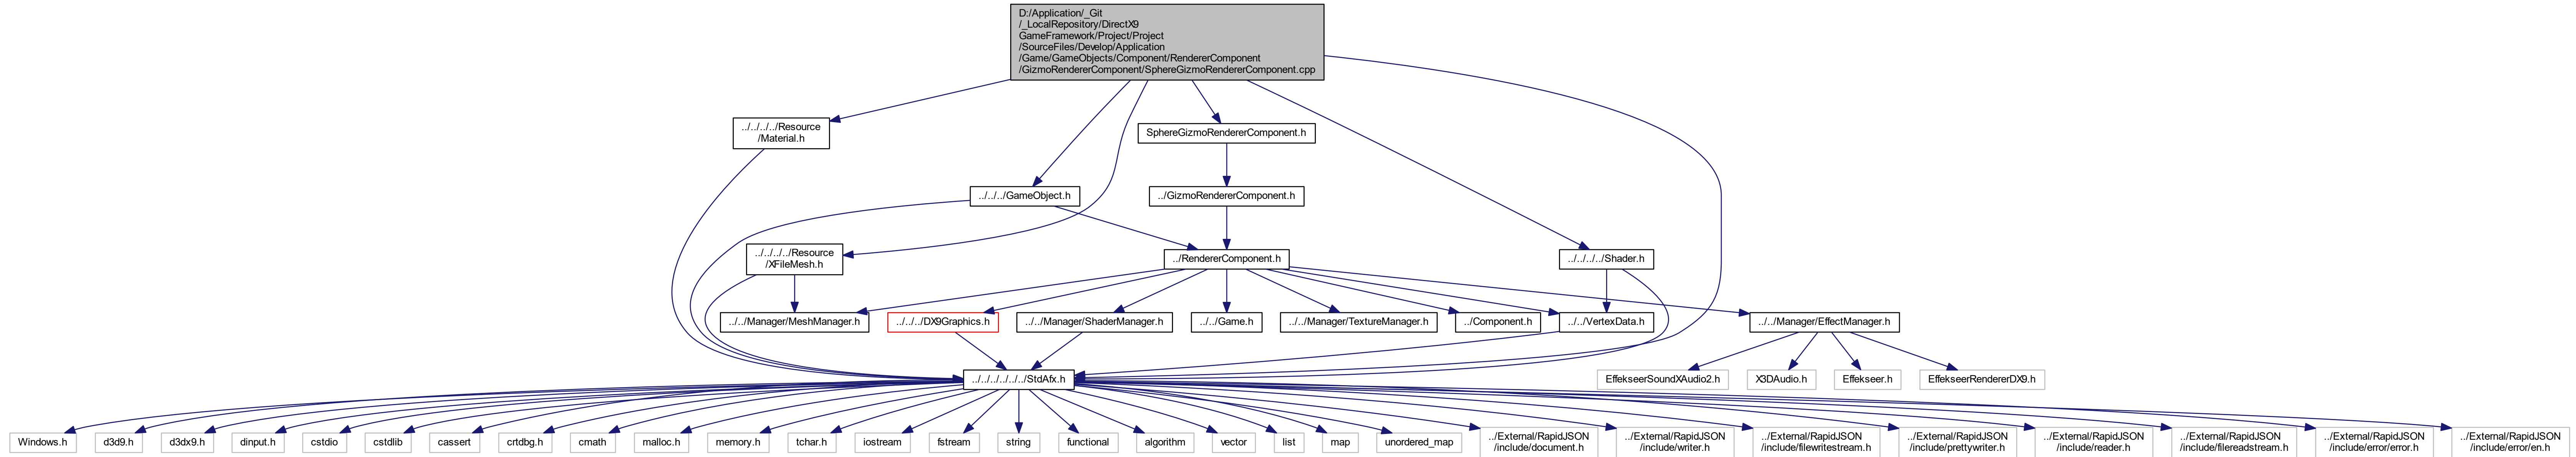 D:/Application/_Git
/_LocalRepository/DirectX9
GameFramework/Project/Project
/SourceFiles/Develop/Application
/Game/GameObjects/Component/RendererComponent
/GizmoRendererComponent/SphereGizmoRendererComponent.cpp
../../../../Resource
/Material.h
SphereGizmoRendererComponent.h
../../../GameObject.h
../GizmoRendererComponent.h
../../../../Resource
/XFileMesh.h
../RendererComponent.h
../../../../Shader.h
../../Manager/MeshManager.h
../../../DX9Graphics.h
../../Manager/ShaderManager.h
../../Game.h
../../Manager/TextureManager.h
../Component.h
../../VertexData.h
../../Manager/EffectManager.h
../../../../../../StdAfx.h
EffekseerSoundXAudio2.h
X3DAudio.h
Effekseer.h
EffekseerRendererDX9.h
Windows.h
d3d9.h
d3dx9.h
dinput.h
cstdio
cstdlib
cassert
crtdbg.h
cmath
malloc.h
memory.h
tchar.h
iostream
fstream
string
functional
algorithm
vector
list
map
unordered_map
../External/RapidJSON
/include/document.h
../External/RapidJSON
/include/writer.h
../External/RapidJSON
/include/filewritestream.h
../External/RapidJSON
/include/prettywriter.h
../External/RapidJSON
/include/reader.h
../External/RapidJSON
/include/filereadstream.h
../External/RapidJSON
/include/error/error.h
../External/RapidJSON
/include/error/en.h